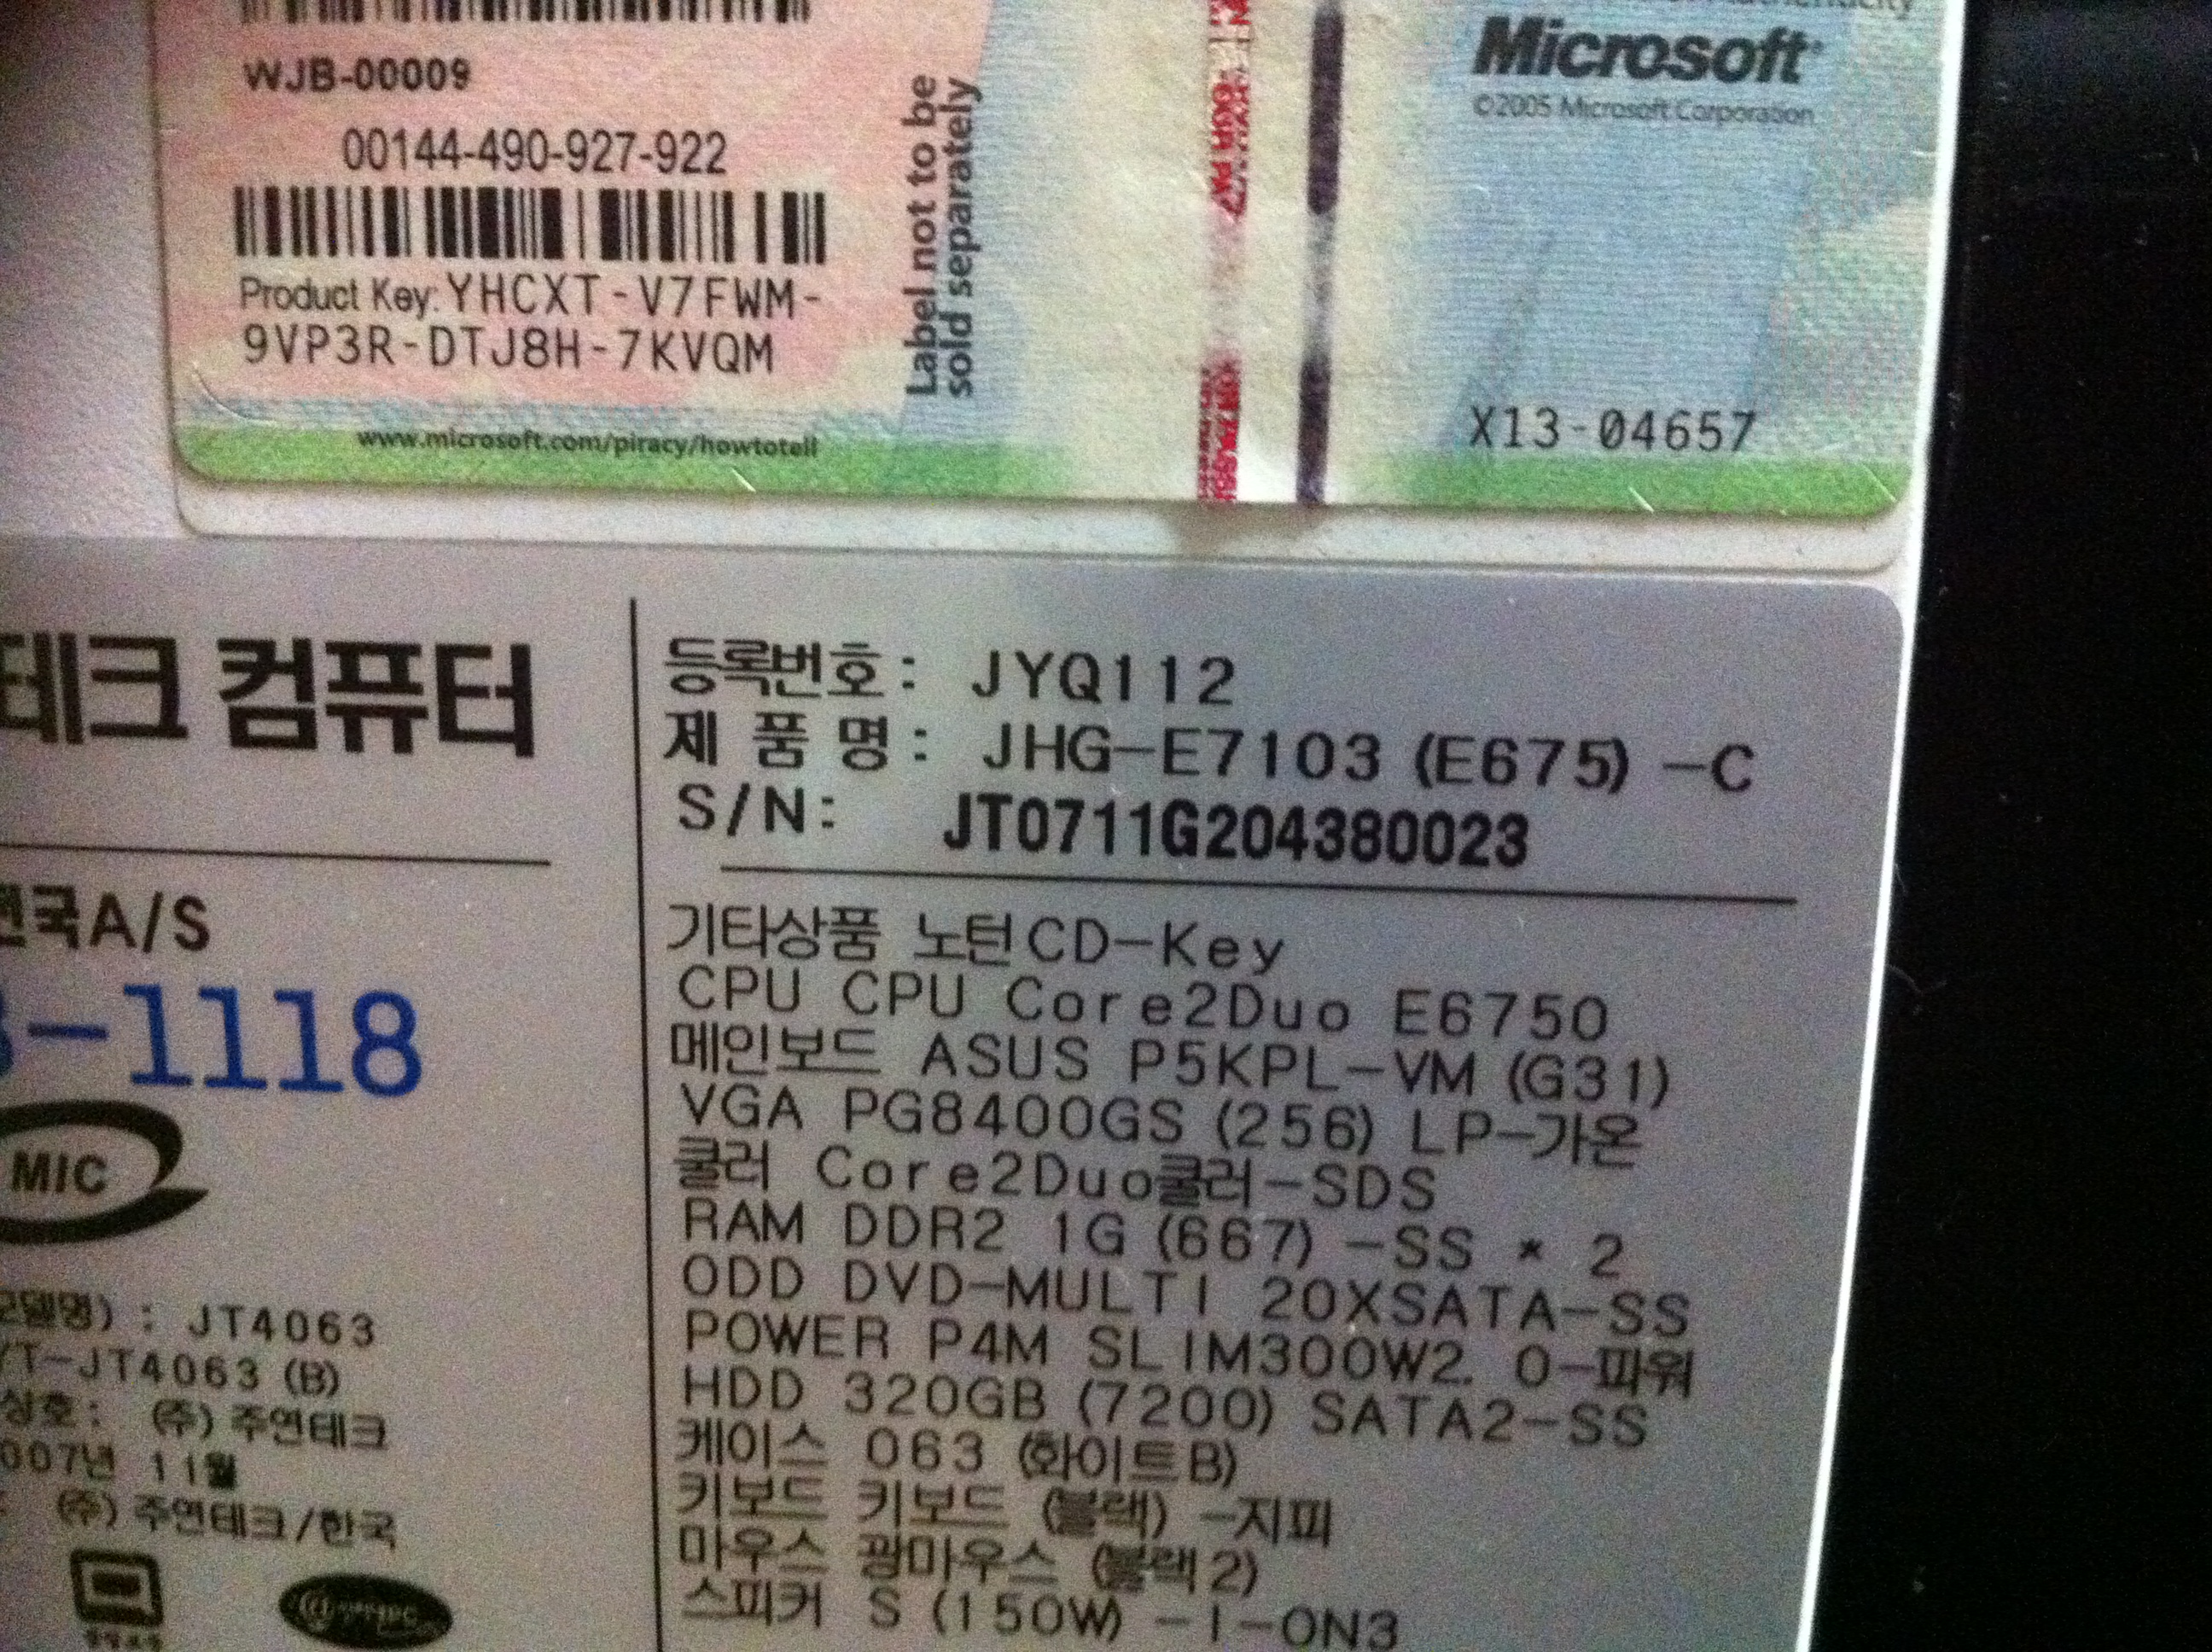 WJB-00009
00144-490-927-922
Product Key: YHCXT-V7FWM-
9VP3R-DTJ8H-7KVQM
www.microsoft.com/piracy/howtotell
Label not to be
sold separately
Microsoft
©2005 Microsoft Corporation
X13-04657
테크 컴퓨터
전국A/S
-1118
MIC
모델명) : JT4063
YT-JT4063 (B)
상호: (주) 주연테크
007년 11월
(주) 주연테크/한국
등록번호: JYQ112
제 품 명: JHG-E7103 (E675) -C
S/N: JT0711G204380023
기타상품 노턴CD-Key
CPU CPU Core2Duo E6750
메인보드 ASUS P5KPL-VM (G31)
VGA PG8400GS (256) LP-가온
쿨러 Core2Duo쿨러-SDS
RAM DDR2 1G (667) -SS * 2
ODD DVD-MULTI 20XSATA-SS
POWER P4M SLIM300W2.0-파워
HDD 320GB (7200) SATA2-SS
케이스 063 (화이트B)
키보드 키보드 (블랙) -지피
마우스 광마우스 (블랙2)
스피커 S (150W) -I-ON3